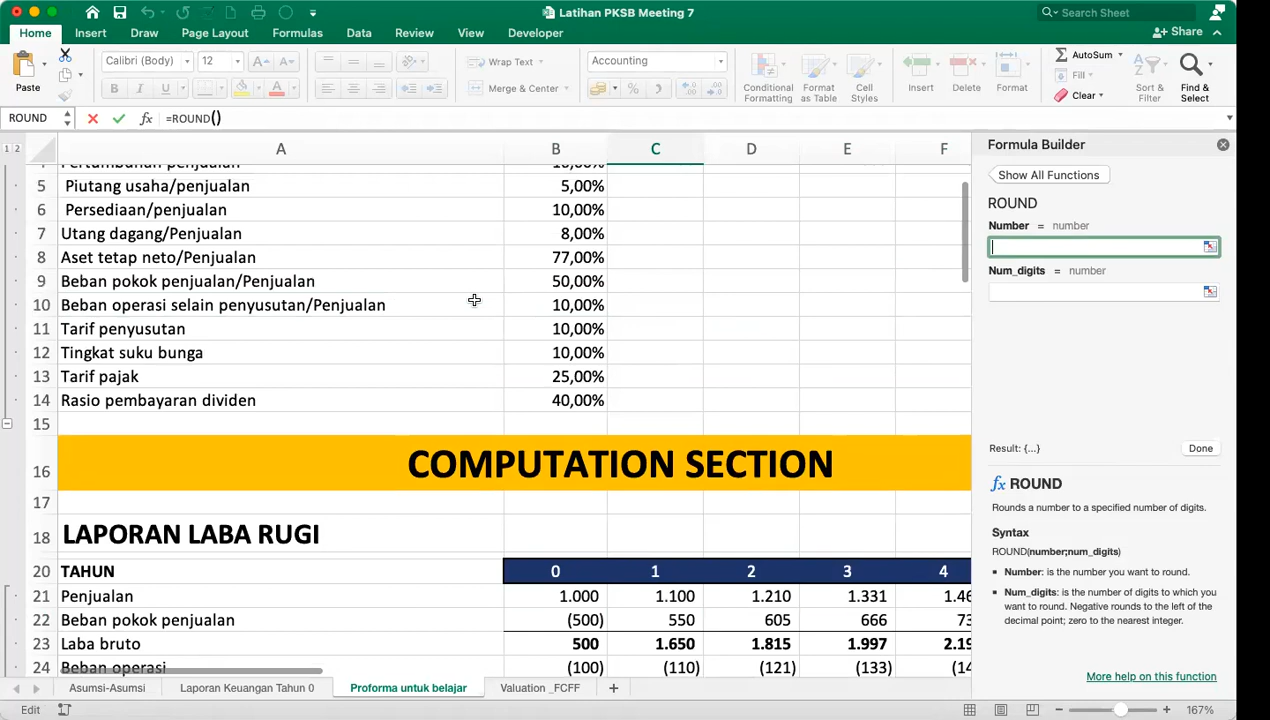 Latihan PKSB Meeting 7
Search Sheet
Home Insert Draw Page Layout Formulas Data Review View Developer
Share
Paste
Calibri (Body) 12
B I U
Wrap Text
Merge & Center
Accounting
Conditional Formatting
Format as Table
Cell Styles
Insert
Delete
Format
AutoSum
Fill
Clear
Sort & Filter
Find & Select
ROUND fx =ROUND()
1 2 A B C D E F
5 Piutang usaha/penjualan 5,00%
6 Persediaan/penjualan 10,00%
7 Utang dagang/Penjualan 8,00%
8 Aset tetap neto/Penjualan 77,00%
9 Beban pokok penjualan/Penjualan 50,00%
10 Beban operasi selain penyusutan/Penjualan 10,00%
11 Tarif penyusutan 10,00%
12 Tingkat suku bunga 10,00%
13 Tarif pajak 25,00%
14 Rasio pembayaran dividen 40,00%
15
16 COMPUTATION SECTION
17
18 LAPORAN LABA RUGI
20 TAHUN 0 1 2 3 4
21 Penjualan 1.000 1.100 1.210 1.331 1.46
22 Beban pokok penjualan (500) 550 605 666 73
23 Laba bruto 500 1.650 1.815 1.997 2.19
24 Beban operasi (100) (110) (121) (133) (14
Asumsi-Asumsi Laporan Keuangan Tahun 0 Proforma untuk belajar Valuation _FCFF +
Edit
167%
Formula Builder
Show All Functions
ROUND
Number = number
Num_digits = number
Result: {...}
Done
fx ROUND
Rounds a number to a specified number of digits.
Syntax
ROUND(number;num_digits)
Number: is the number you want to round.
Num_digits: is the number of digits to which you
want to round. Negative rounds to the left of the
decimal point; zero to the nearest integer.
More help on this function